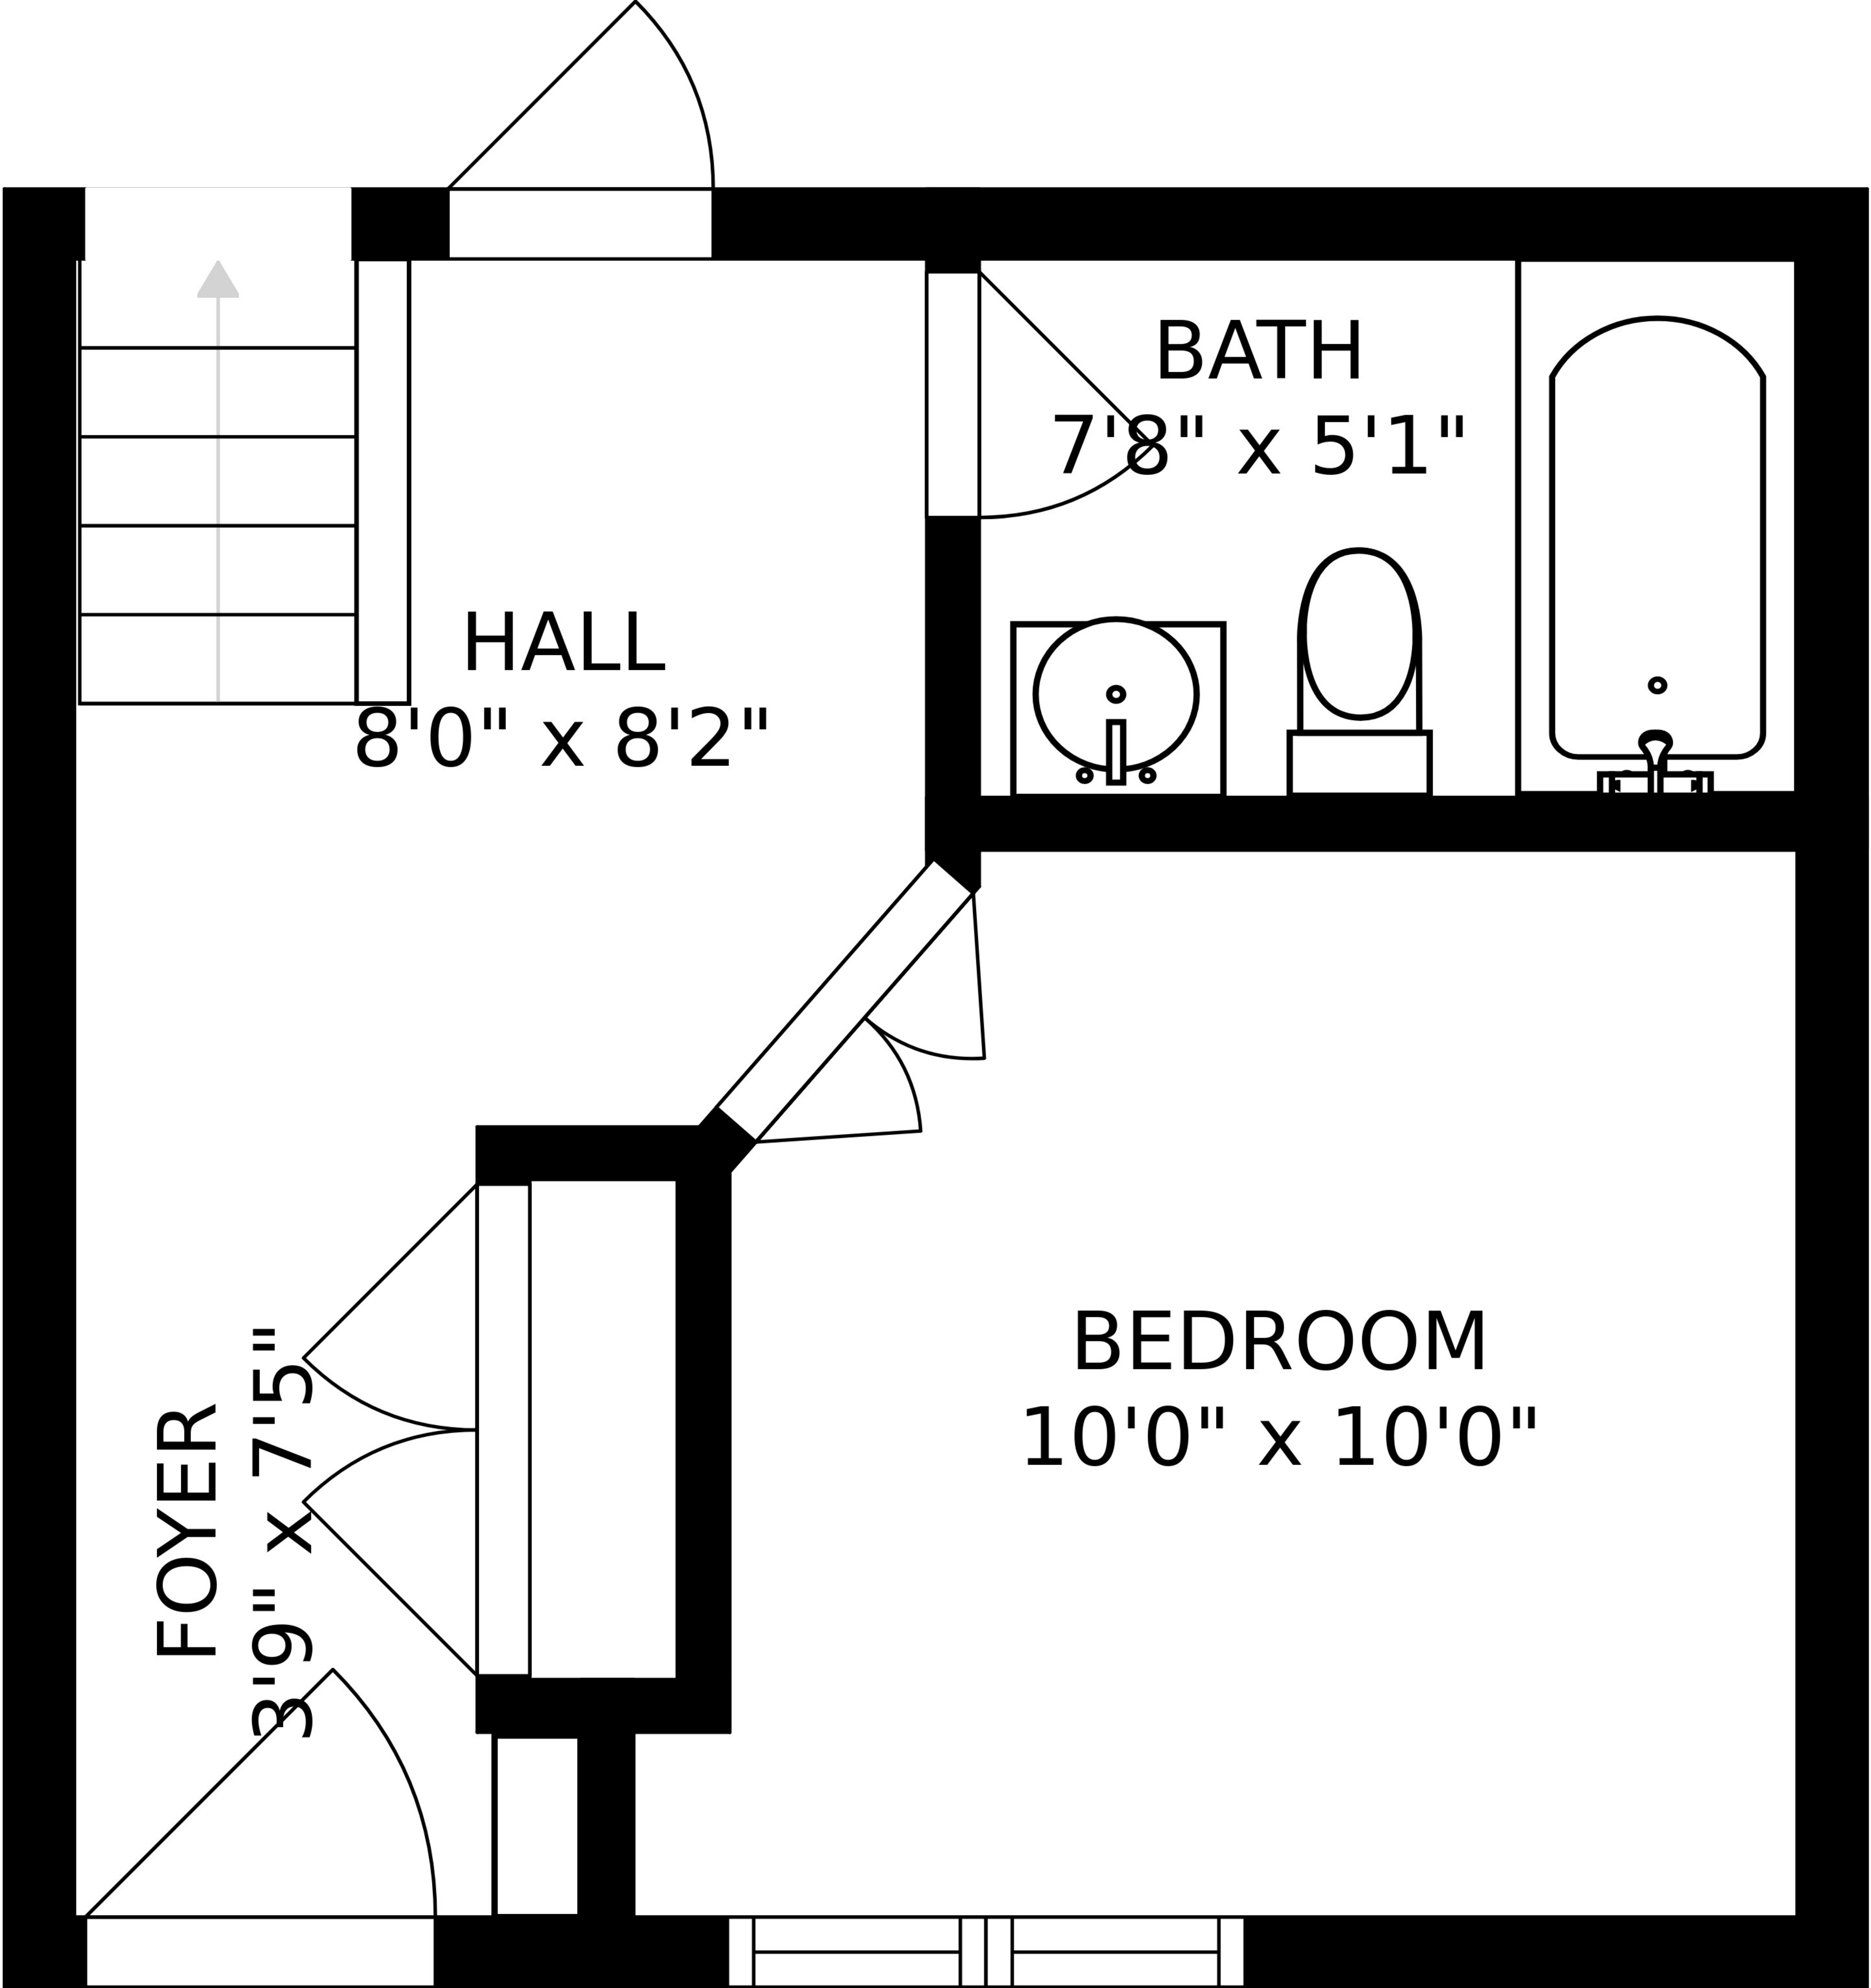 BATH
7'8" x 5'1"
HALL
8'0" x 8'2"
BEDROOM
10'0" x 10'0"
FOYER
3'9" x 7'5"